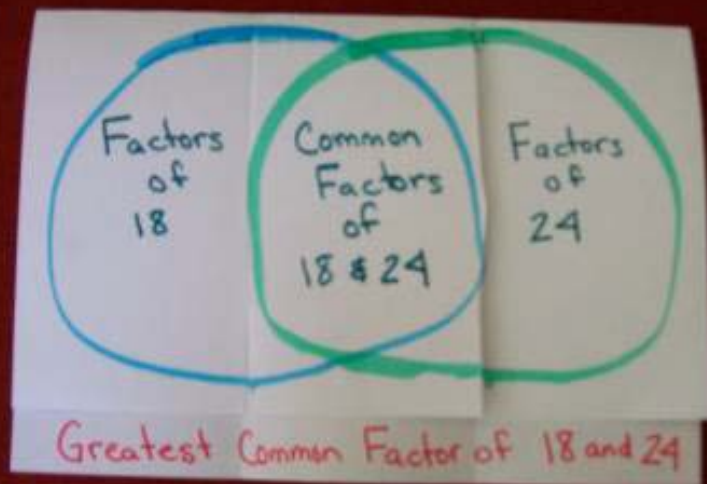 Factors
of
18
Common
Factors
of
18 & 24
Factors
of
24
Greatest Common Factor of 18 and 24